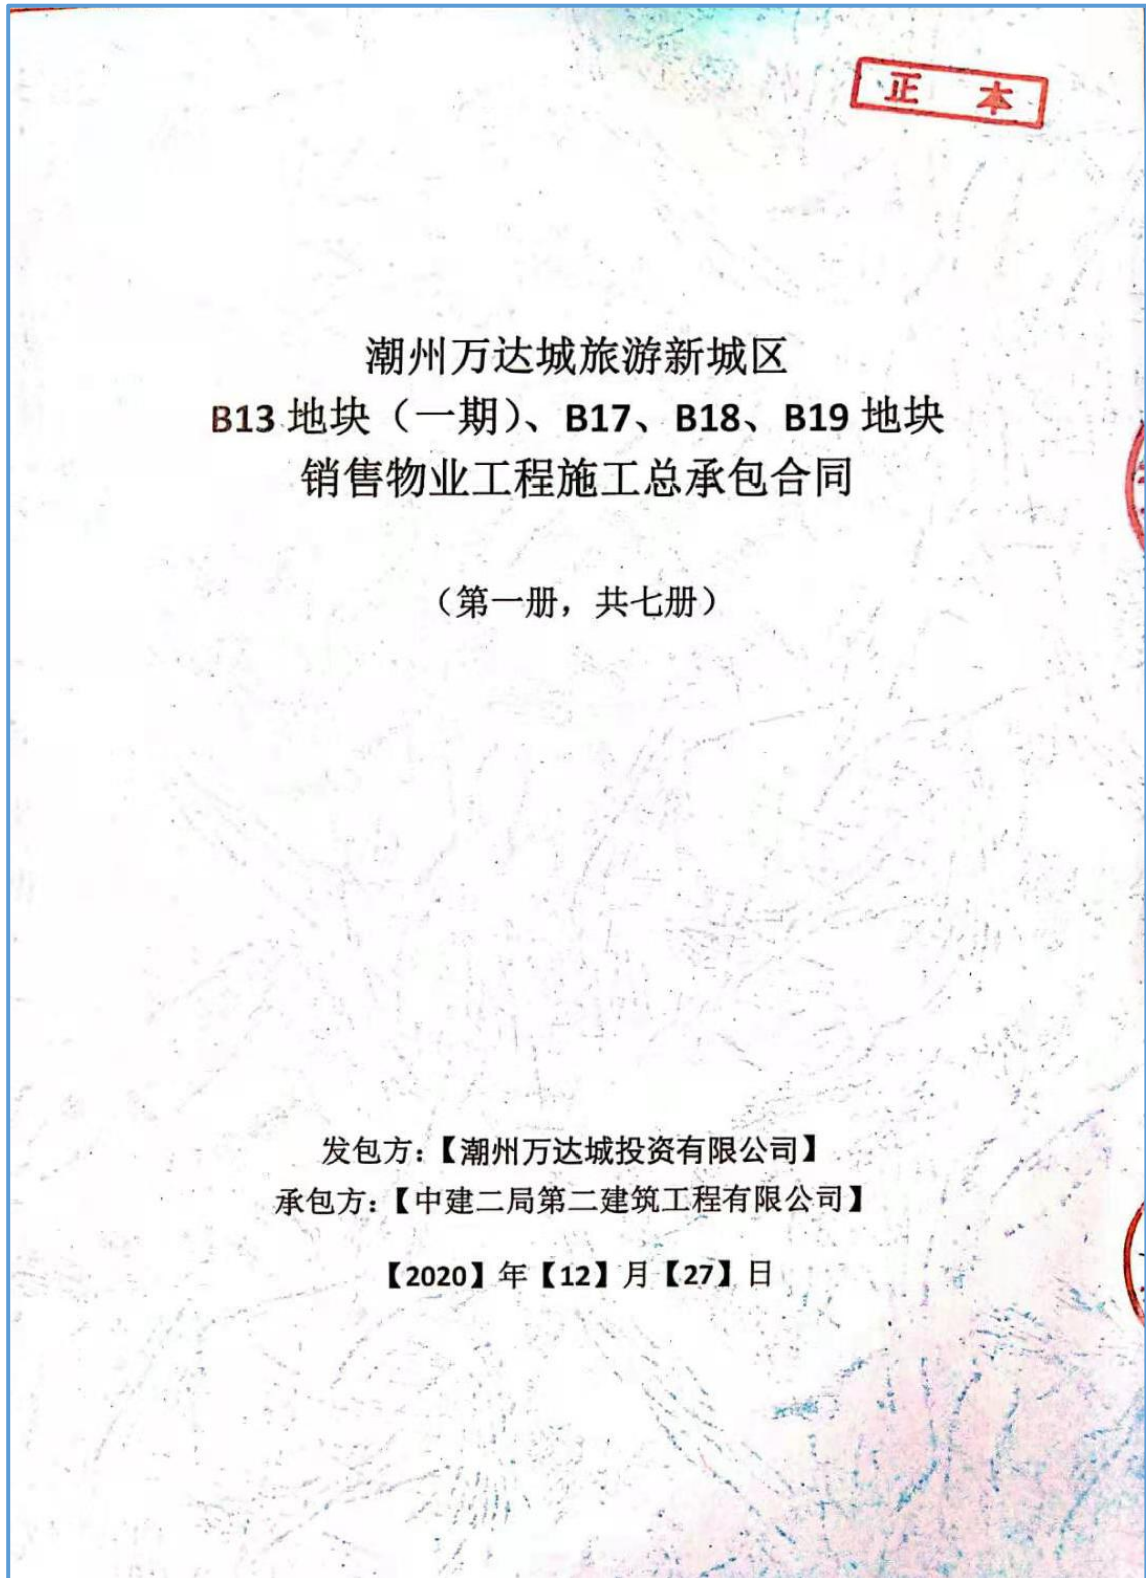 正 本
潮州万达城旅游新城区
B13 地块（一期）、B17、B18、B19 地块
销售物业工程施工总承包合同
（第一册，共七册）
发包方：【潮州万达城投资有限公司】
承包方：【中建二局第二建筑工程有限公司】
【2020】年【12】月【27】日